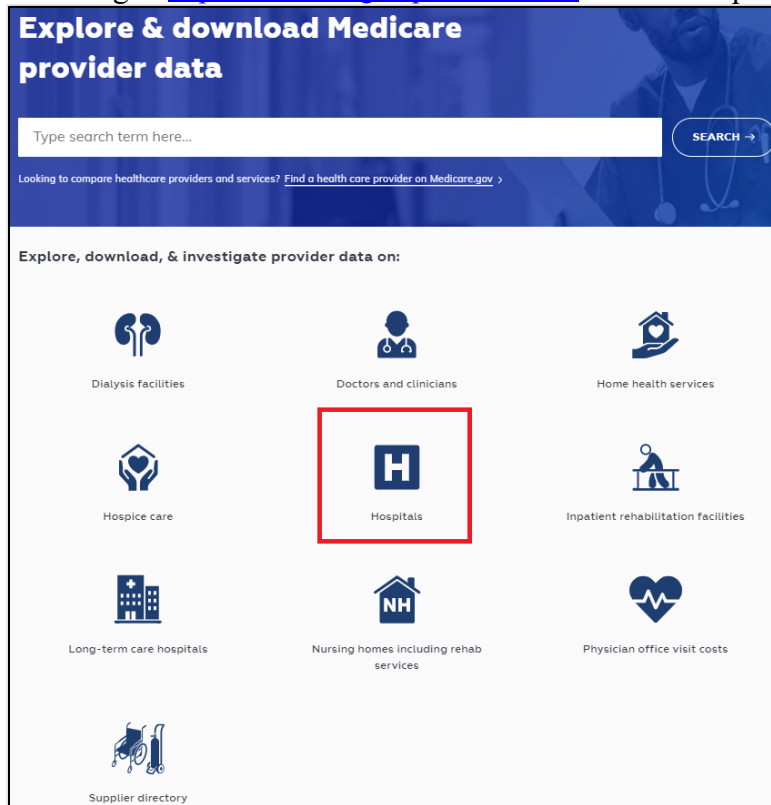 Explore & download Medicare
provider data
Type search term here...
SEARCH →
Looking to compare healthcare providers and services? Find a health care provider on Medicare.gov >
Explore, download, & investigate provider data on:
Dialysis facilities
Doctors and clinicians
Home health services
H
Hospice care
Hospitals
Inpatient rehabilitation facilities
NH
Long-term care hospitals
Nursing homes including rehab
services
Physician office visit costs
Supplier directory